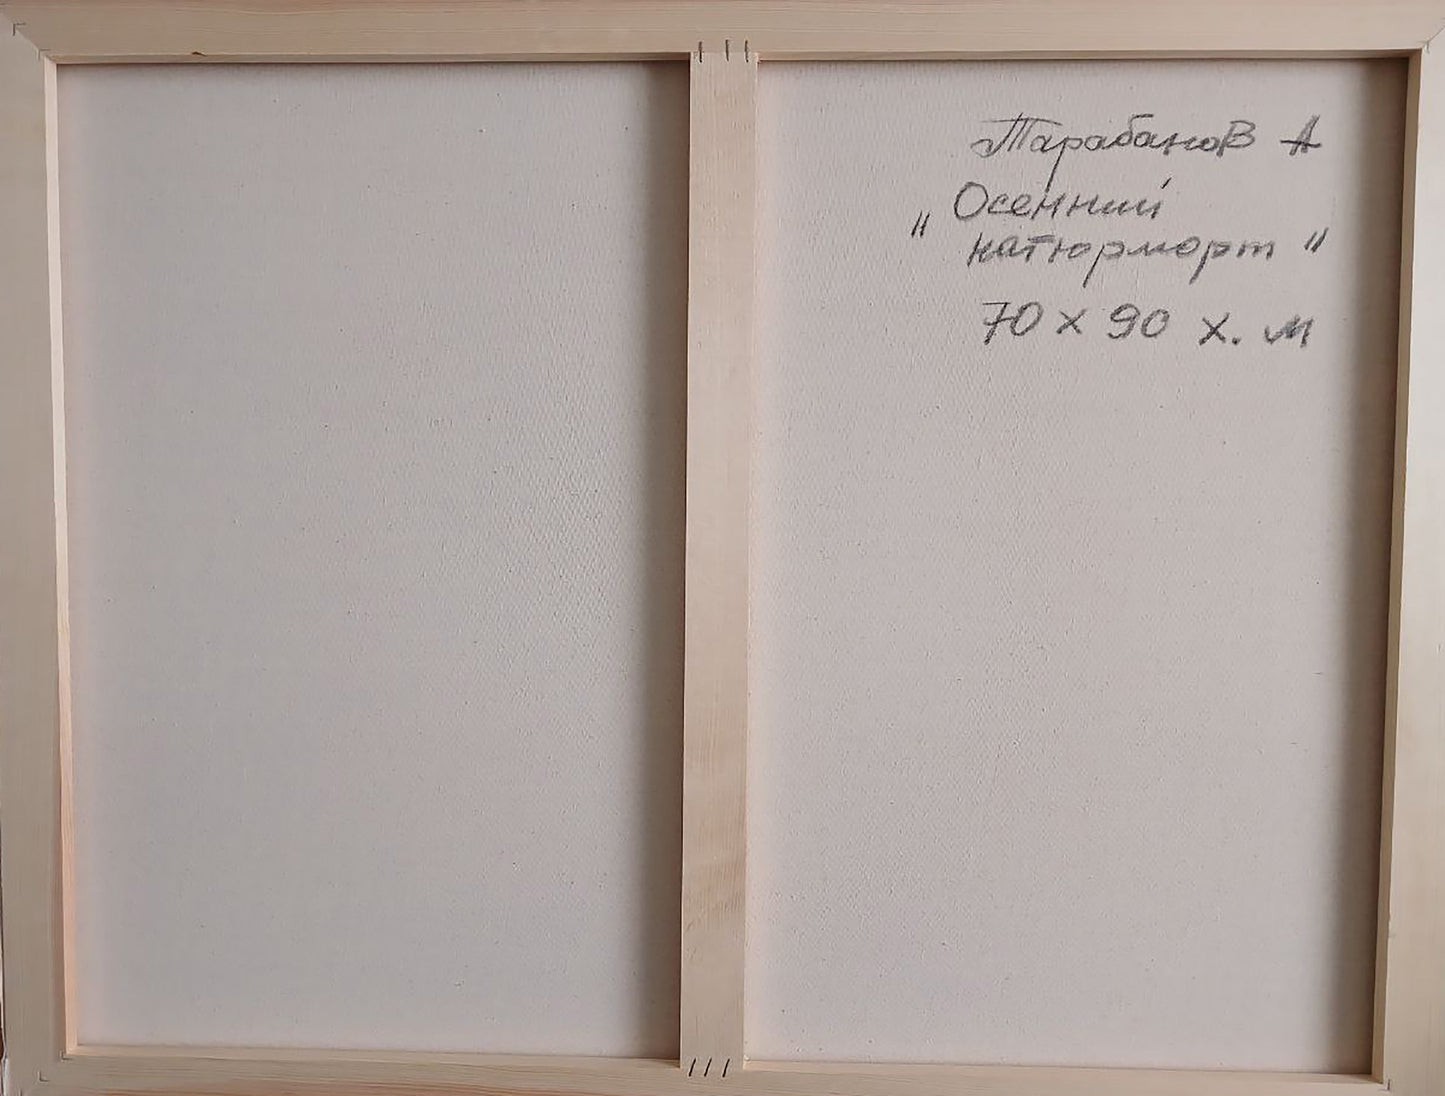 Тарабанов А
„Осенний
натюрморт"
70 х 90 х. м